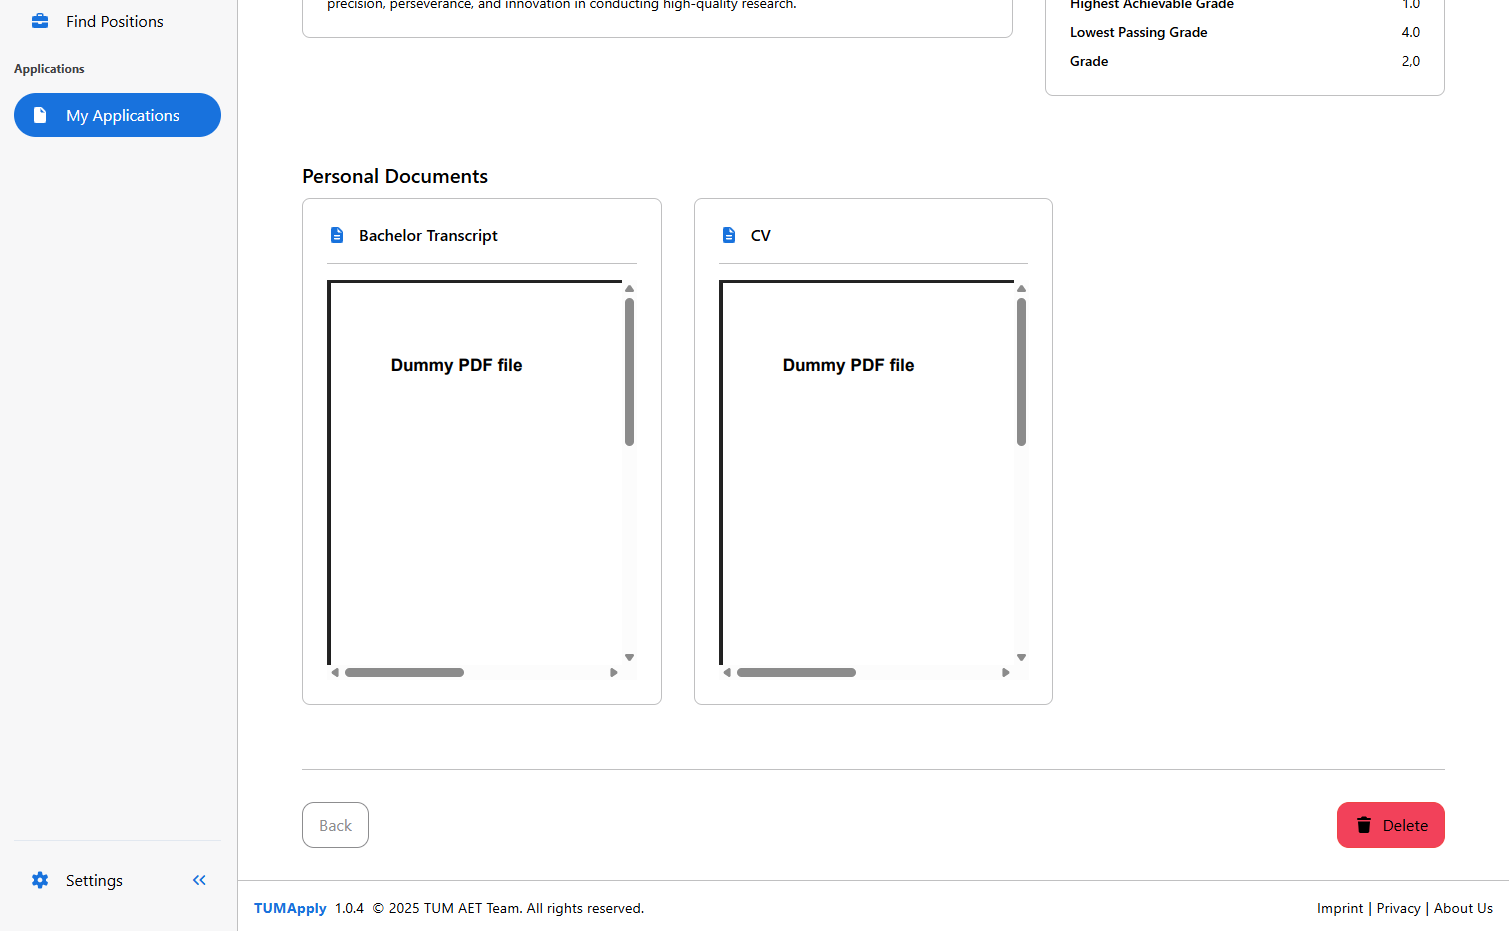 Find Positions
Applications
My Applications
precision, perseverance, and innovation in conducting high-quality research.
Highest Achievable Grade 1.0
Lowest Passing Grade 4.0
Grade 2,0
Personal Documents
Bachelor Transcript
Dummy PDF file
CV
Dummy PDF file
Back
Delete
Settings
TUMApply 1.0.4 © 2025 TUM AET Team. All rights reserved.
Imprint | Privacy | About Us